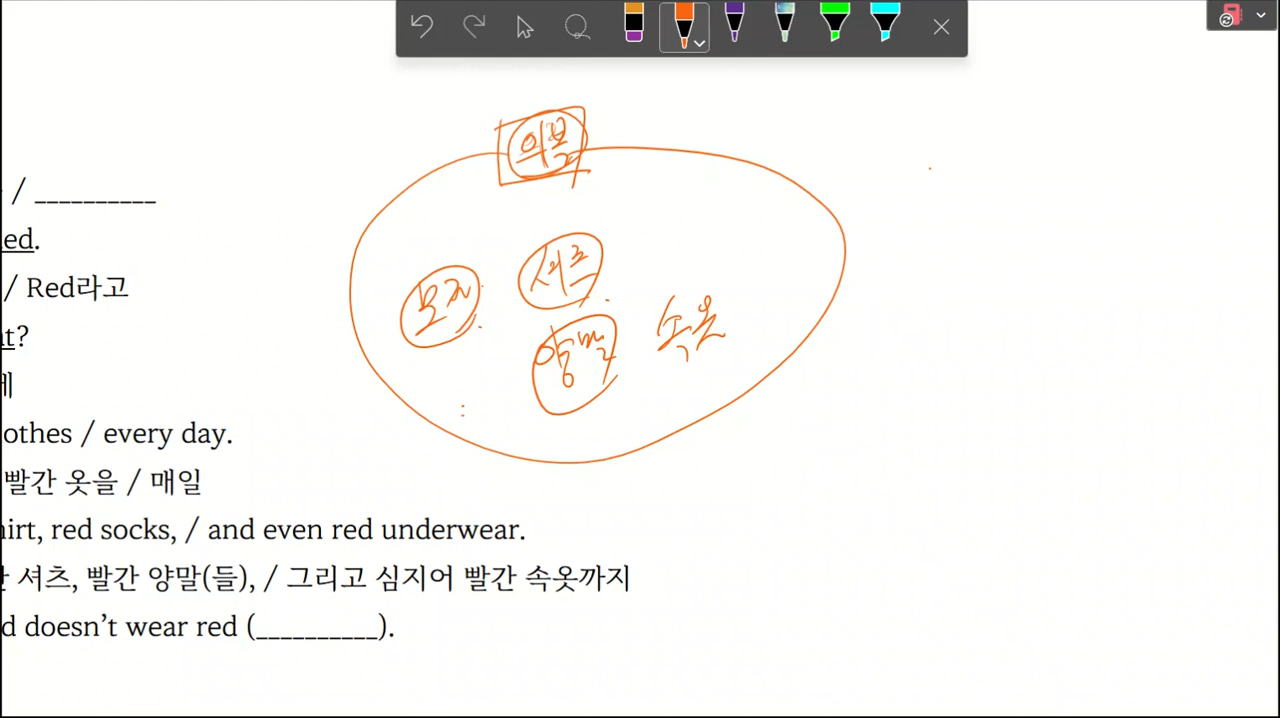 의복
/ __________
ed.
셔츠
/ Red라고
모자
양말
속옷
t?
게
othes / every day.
빨간 옷을 / 매일
irt, red socks, / and even red underwear.
셔츠, 빨간 양말(들), / 그리고 심지어 빨간 속옷까지
d doesn't wear red (__________).